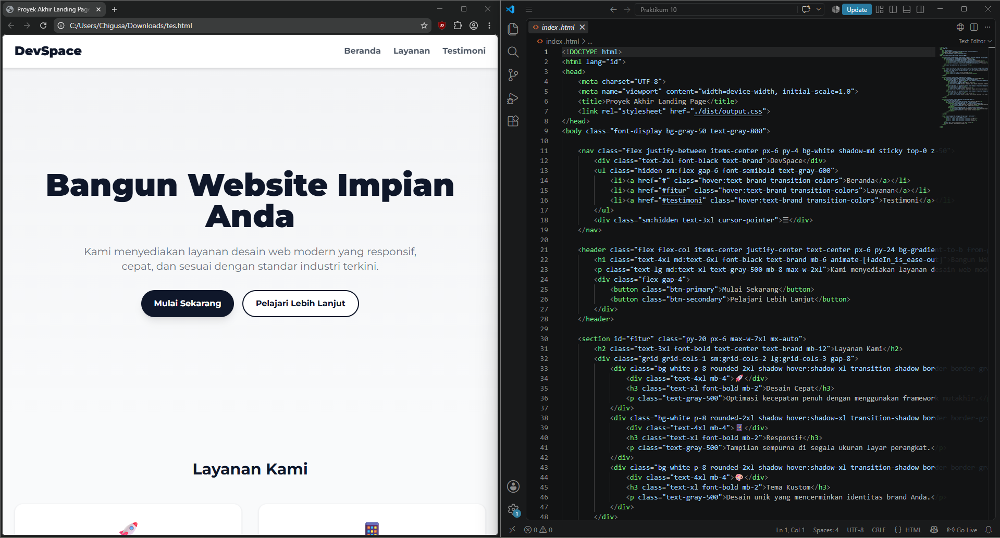 Proyek Akhir Landing Pag
C:/Users/Chigusa/Downloads/tes.html
DevSpace
Beranda Layanan Testimoni
Bangun Website Impian
Anda
Kami menyediakan layanan desain web modern yang responsif,
cepat, dan sesuai dengan standar industri terkini.
Mulai Sekarang Pelajari Lebih Lanjut
Layanan Kami
Praktikum 10
Update
index .html
index .html > ...
Text Editor
1 <!DOCTYPE html>
2 <html lang="id">
3 <head>
4 <meta charset="UTF-8">
5 <meta name="viewport" content="width=device-width, initial-scale=1.0">
6 <title>Proyek Akhir Landing Page</title>
7 <link rel="stylesheet" href="./dist/output.css">
8 </head>
9 <body class="font-display bg-gray-50 text-gray-800">
10
11 <nav class="flex justify-between items-center px-6 py-4 bg-white shadow-md sticky top-0 z-50">
12 <div class="text-2xl font-black text-brand">DevSpace</div>
13 <ul class="hidden sm:flex gap-6 font-semibold text-gray-600">
14 <li><a href="#" class="hover:text-brand transition-colors">Beranda</a></li>
15 <li><a href="#fitur" class="hover:text-brand transition-colors">Layanan</a></li>
16 <li><a href="#testimoni" class="hover:text-brand transition-colors">Testimoni</a></li>
17 </ul>
18 <div class="sm:hidden text-3xl cursor-pointer">☰</div>
19 </nav>
20
21 <header class="flex flex-col items-center justify-center text-center px-6 py-24 bg-gradient-to-b from-g
22 <h1 class="text-4xl md:text-6xl font-black text-brand mb-6 animate-[fadeIn_1s_ease-out]">Bangun We
23 <p class="text-lg md:text-xl text-gray-500 mb-8 max-w-2xl">Kami menyediakan layanan desain web mod
24 <div class="flex gap-4">
25 <button class="btn-primary">Mulai Sekarang</button>
26 <button class="btn-secondary">Pelajari Lebih Lanjut</button>
27 </div>
28 </header>
29
30 <section id="fitur" class="py-20 px-6 max-w-7xl mx-auto">
31 <h2 class="text-3xl font-bold text-center text-brand mb-12">Layanan Kami</h2>
32 <div class="grid grid-cols-1 sm:grid-cols-2 lg:grid-cols-3 gap-8">
33 <div class="bg-white p-8 rounded-2xl shadow hover:shadow-xl transition-shadow border border-gra
34 <div class="text-4xl mb-4">🚀</div>
35 <h3 class="text-xl font-bold mb-2">Desain Cepat</h3>
36 <p class="text-gray-500">Optimasi kecepatan penuh dengan menggunakan framework mutakhir.</p
37 </div>
38 <div class="bg-white p-8 rounded-2xl shadow hover:shadow-xl transition-shadow border border-gra
39 <div class="text-4xl mb-4">📱</div>
40 <h3 class="text-xl font-bold mb-2">Responsif</h3>
41 <p class="text-gray-500">Tampilan sempurna di segala ukuran layar perangkat.</p>
42 </div>
43 <div class="bg-white p-8 rounded-2xl shadow hover:shadow-xl transition-shadow border border-gra
44 <div class="text-4xl mb-4">🎨</div>
45 <h3 class="text-xl font-bold mb-2">Tema Kustom</h3>
46 <p class="text-gray-500">Desain unik yang mencerminkan identitas brand Anda.</p>
47 </div>
48 </div>
1
0 0 Ln 1, Col 1 Spaces: 4 UTF-8 CRLF { } HTML Go Live